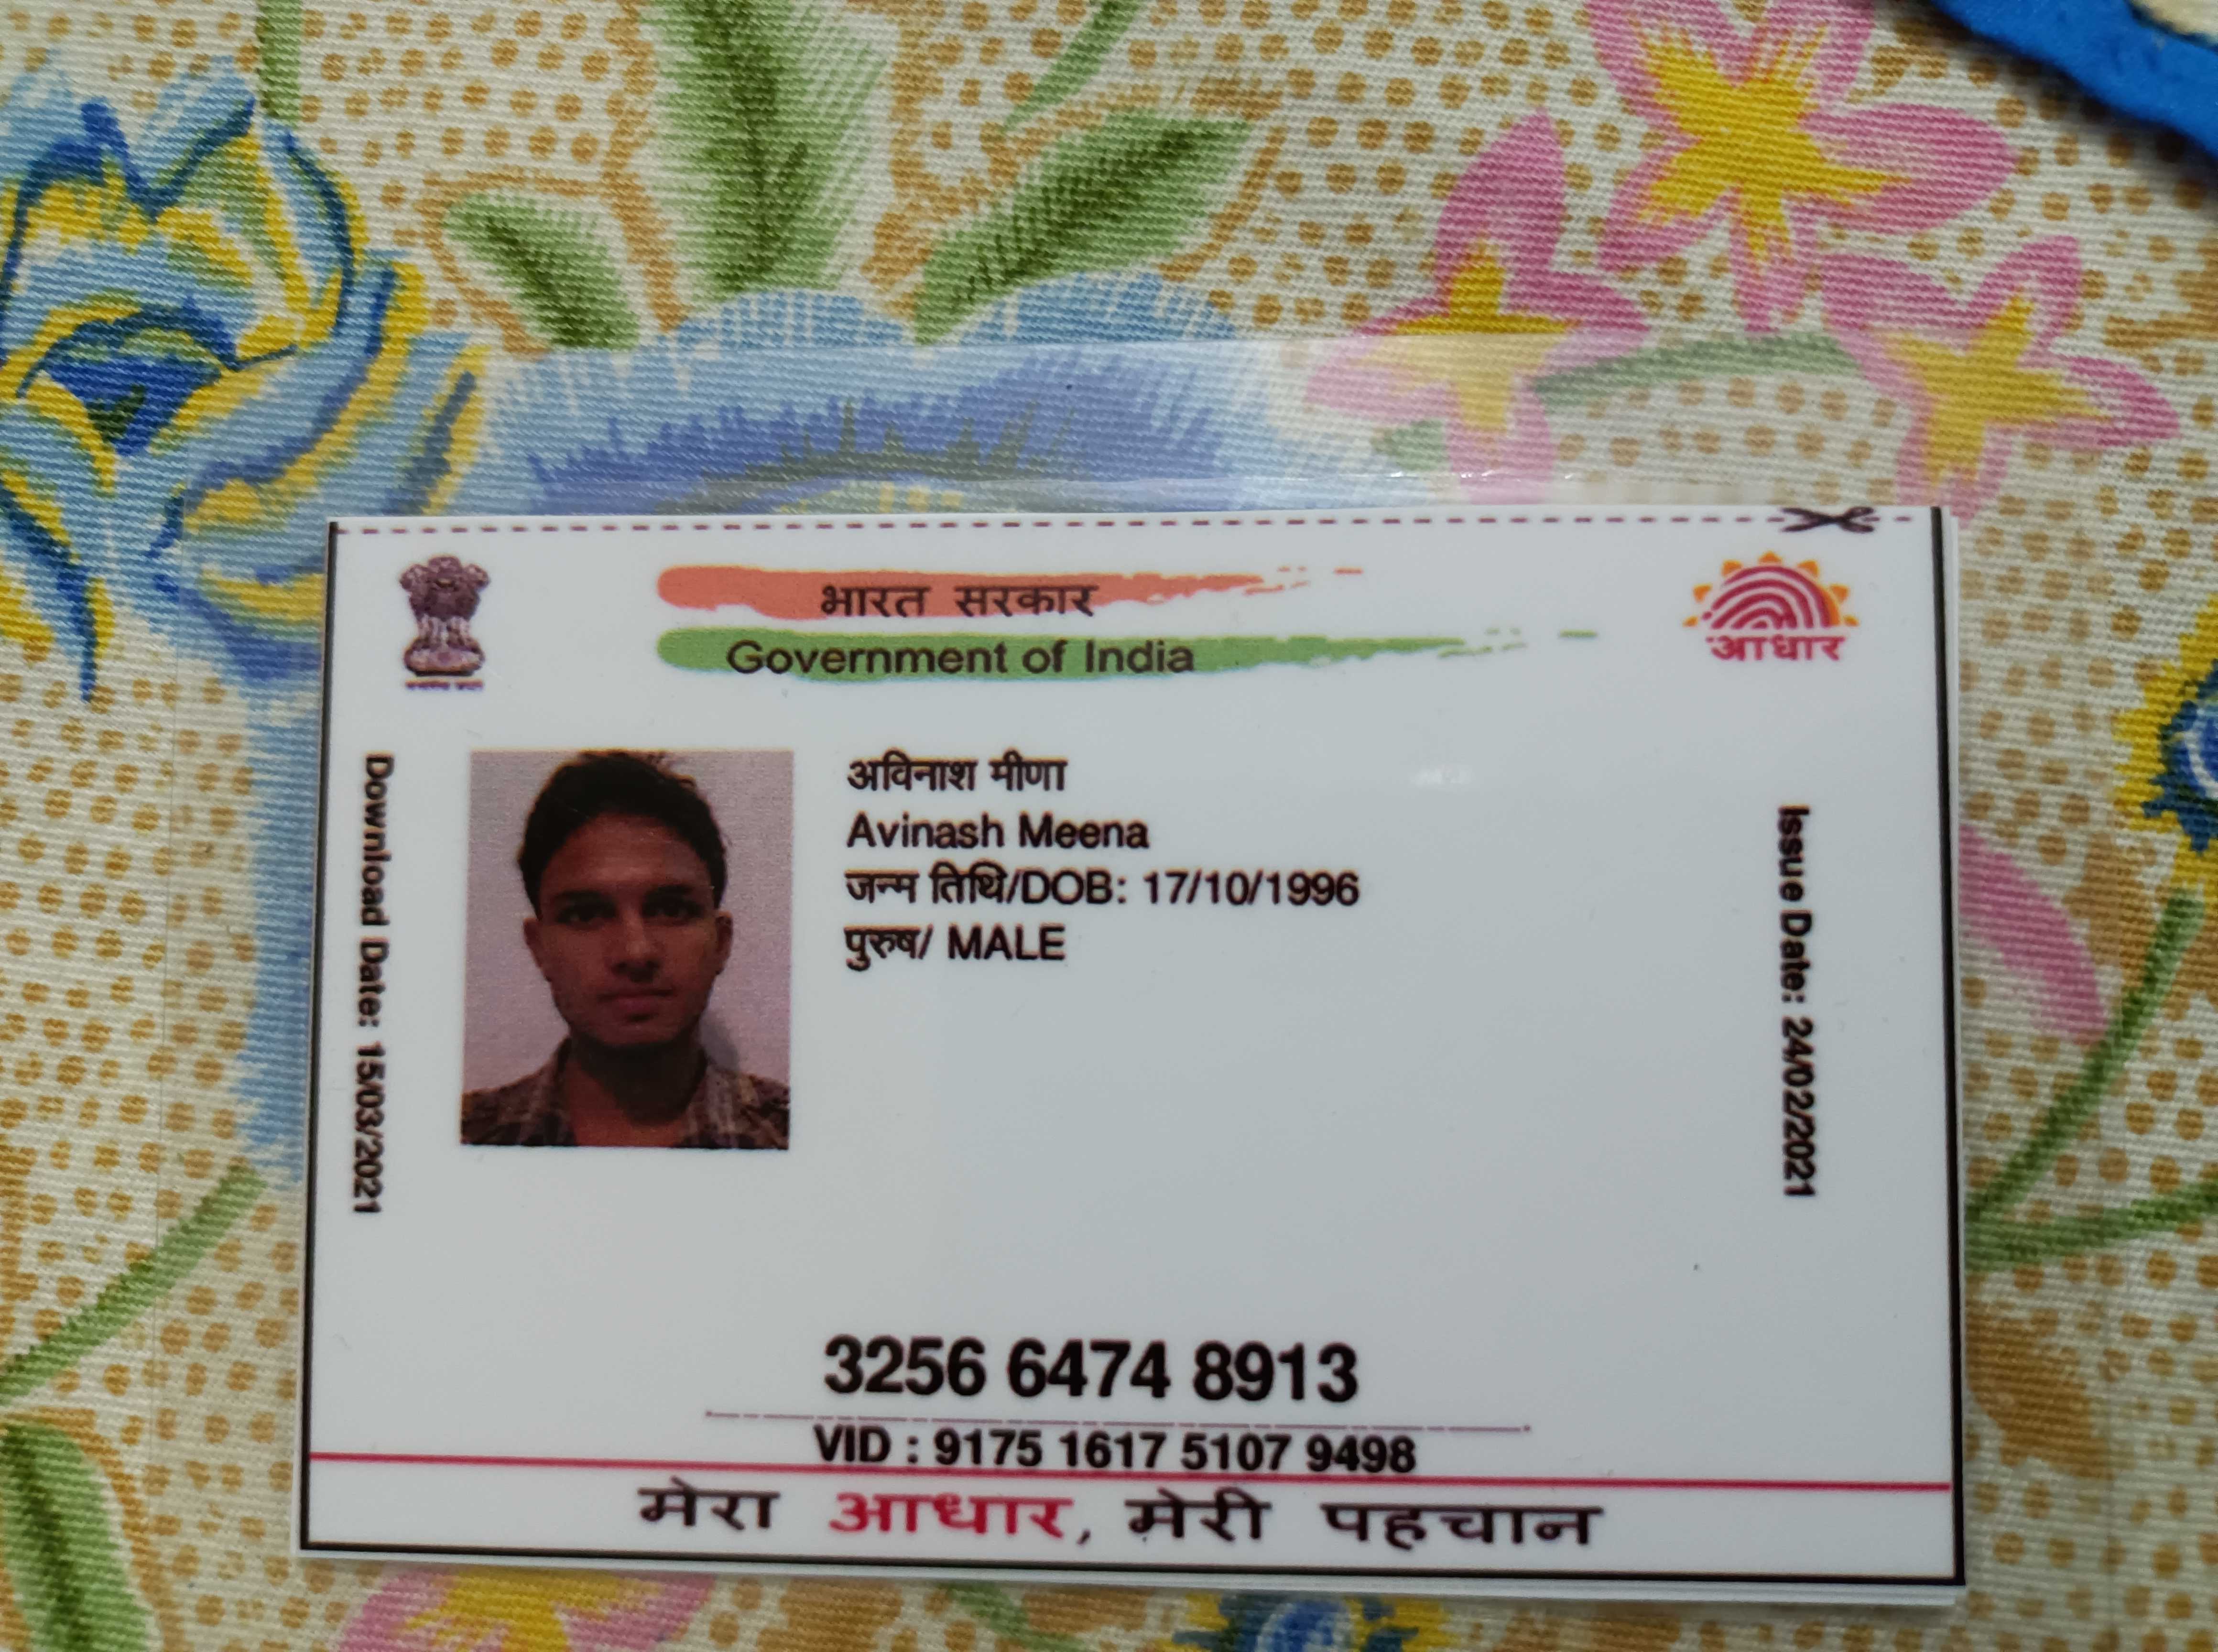 भारत सरकार
Government of India
आधार
Download Date: 15/03/2021
अविनाश मीणा
Avinash Meena
जन्म तिथि/DOB: 17/10/1996
पुरुष/ MALE
Issue Date: 24/02/2021
3256 6474 8913
VID : 9175 1617 5107 9498
मेरा आधार, मेरी पहचान